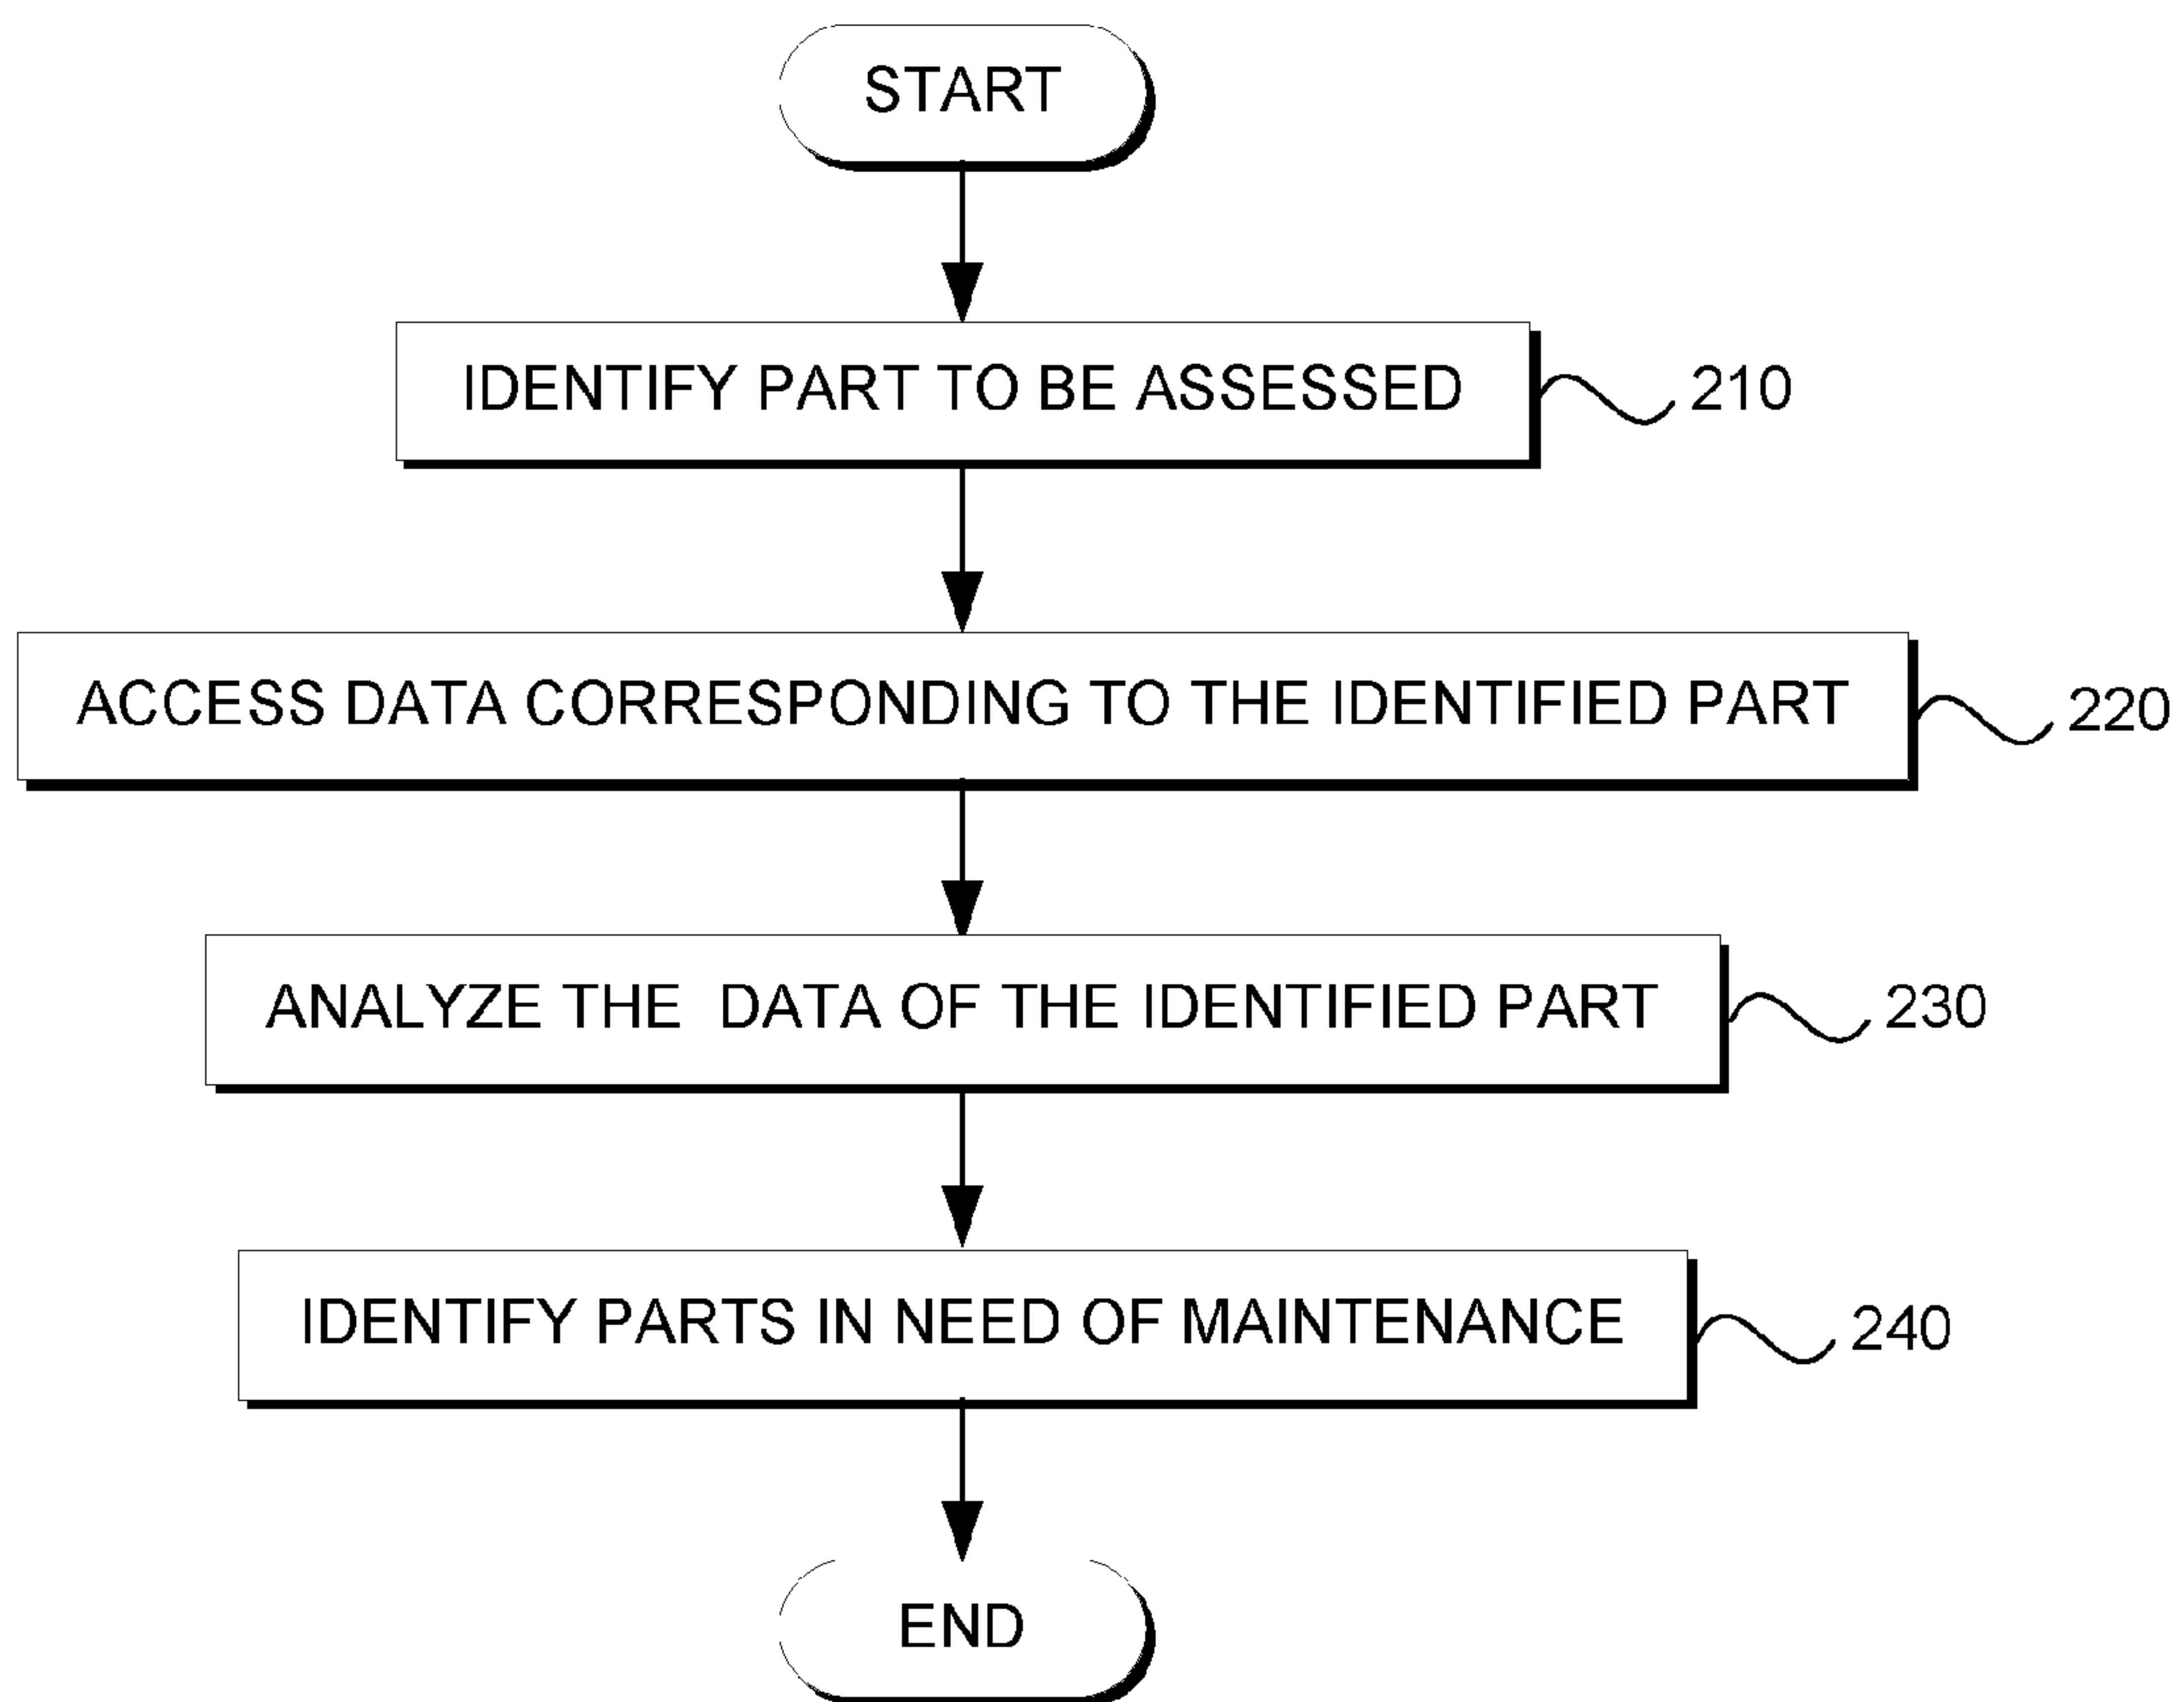 START
IDENTIFY PART TO BE ASSESSED
210
ACCESS DATA CORRESPONDING TO THE IDENTIFIED PART
220
ANALYZE THE DATA OF THE IDENTIFIED PART
230
IDENTIFY PARTS IN NEED OF MAINTENANCE
240
END